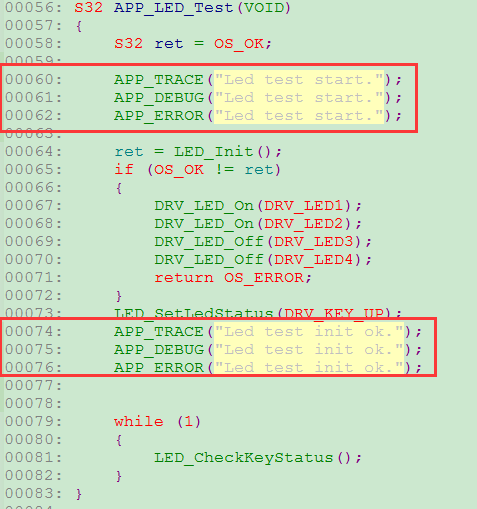 00056: S32 APP_LED_Test(VOID)
00057: {
00058:     S32 ret = OS_OK;
00059:
00060:     APP_TRACE("Led test start.");
00061:     APP_DEBUG("Led test start.");
00062:     APP_ERROR("Led test start.");
00063:
00064:     ret = LED_Init();
00065:     if (OS_OK != ret)
00066:     {
00067:         DRV_LED_On(DRV_LED1);
00068:         DRV_LED_On(DRV_LED2);
00069:         DRV_LED_Off(DRV_LED3);
00070:         DRV_LED_Off(DRV_LED4);
00071:         return OS_ERROR;
00072:     }
00073:     LED_SetLedStatus(DRV_KEY_UP);
00074:     APP_TRACE("Led test init ok.");
00075:     APP_DEBUG("Led test init ok.");
00076:     APP_ERROR("Led test init ok.");
00077:
00078:
00079:     while (1)
00080:     {
00081:         LED_CheckKeyStatus();
00082:     }
00083: }